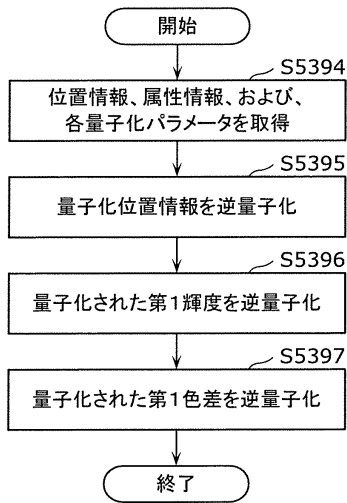 開始
S5394
位置情報、属性情報、および、
各量子化パラメータを取得
S5395
量子化位置情報を逆量子化
S5396
量子化された第1輝度を逆量子化
S5397
量子化された第1色差を逆量子化
終了